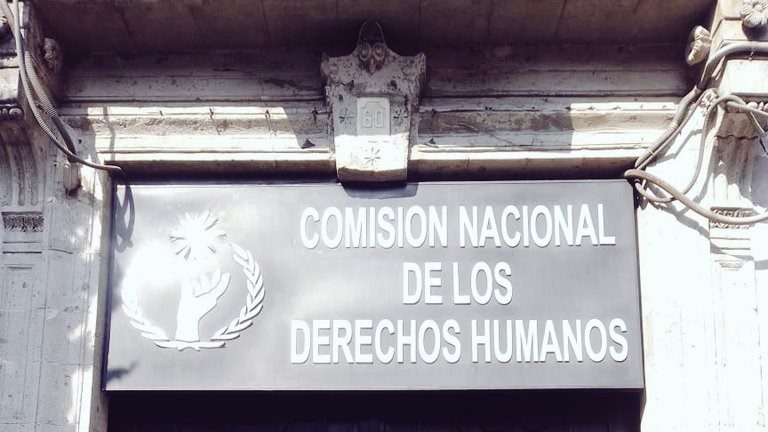 60
COMISION NACIONAL
DE LOS
DERECHOS HUMANOS